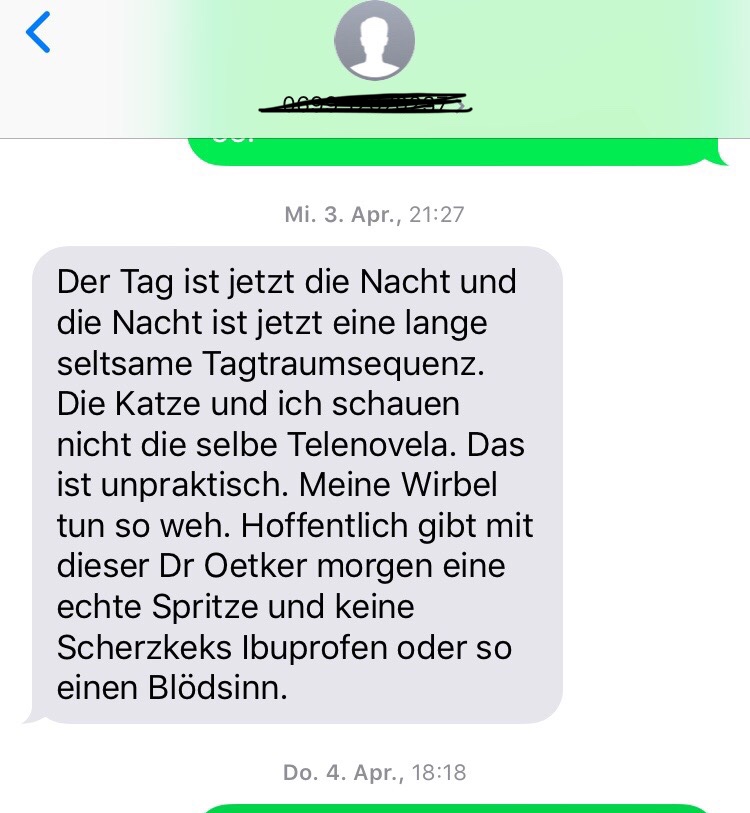 Mi. 3. Apr., 21:27
Der Tag ist jetzt die Nacht und
die Nacht ist jetzt eine lange
seltsame Tagtraumsequenz.
Die Katze und ich schauen
nicht die selbe Telenovela. Das
ist unpraktisch. Meine Wirbel
tun so weh. Hoffentlich gibt mit
dieser Dr Oetker morgen eine
echte Spritze und keine
Scherzkeks Ibuprofen oder so
einen Blödsinn.
Do. 4. Apr., 18:18